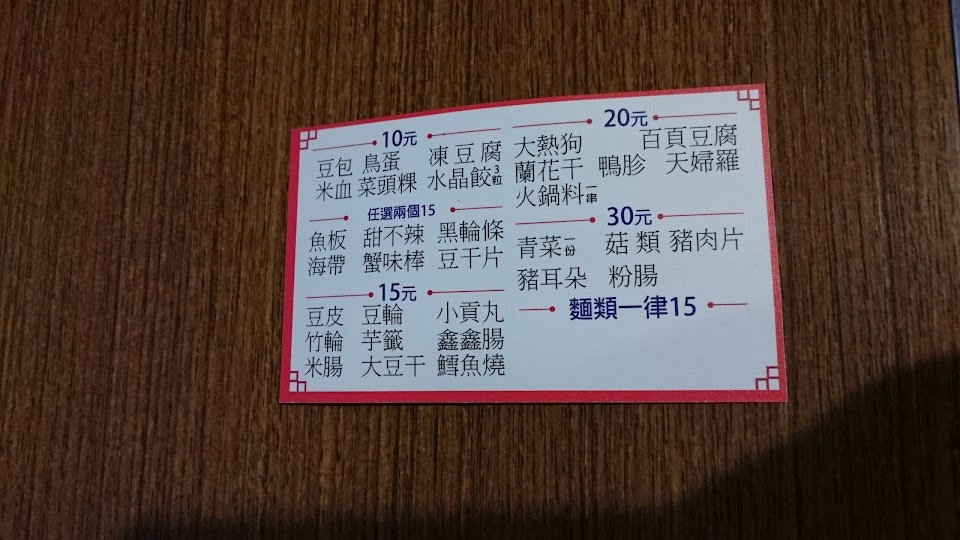 10元
豆包 鳥蛋 凍豆腐
米血 菜頭粿 水晶餃3粒
任選兩個15
魚板 甜不辣 黑輪條
海帶 蟹味棒 豆干片
15元
豆皮 豆輪 小貢丸
竹輪 芋籤 鑫鑫腸
米腸 大豆干 鱈魚燒
20元
大熱狗 百頁豆腐
蘭花干 鴨胗 天婦羅
火鍋料一串
30元
青菜一份 菇類 豬肉片
豬耳朵 粉腸
麵類一律15